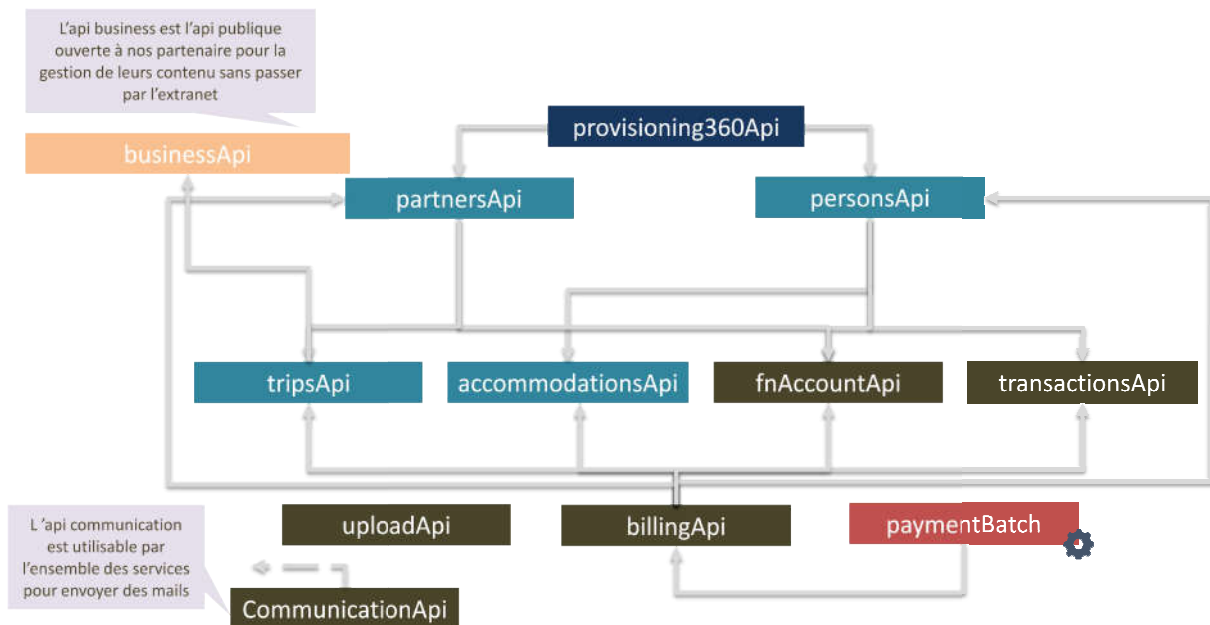 L'api business est l'api publique
ouverte à nos partenaire pour la
gestion de leurs contenu sans passer
par l'extranet
provisioning360Api
businessApi
partnersApi
personsApi
tripsApi
accommodationsApi
fnAccountApi
transactionsApi
L 'api communication
est utilisable par
l'ensemble des services
pour envoyer des mails
uploadApi
billingApi
paymentBatch
CommunicationApi